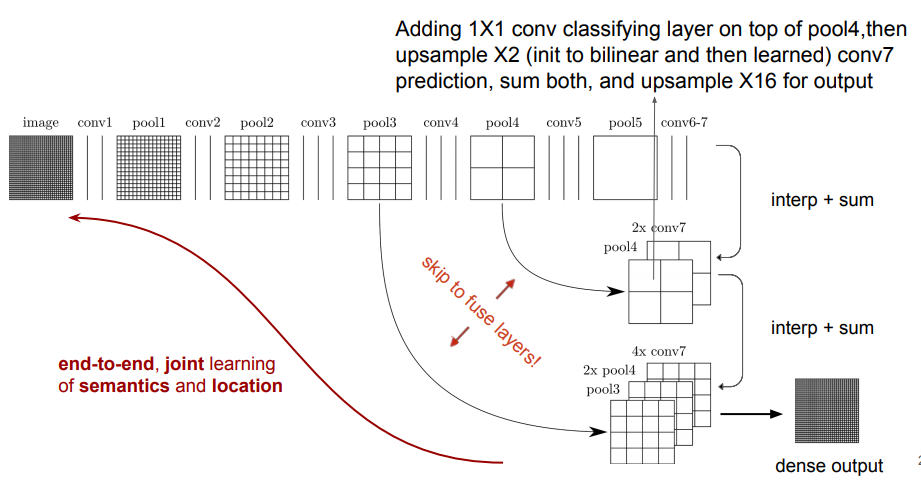 Adding 1X1 conv classifying layer on top of pool4,then
upsample X2 (init to bilinear and then learned) conv7
prediction, sum both, and upsample X16 for output
image conv1 pool1 conv2 pool2 conv3 pool3 conv4 pool4 conv5 pool5 conv6-7
interp + sum
2x conv7
pool4
skip to fuse layers!
interp + sum
end-to-end, joint learning
of semantics and location
4x conv7
2x pool4
pool3
dense output